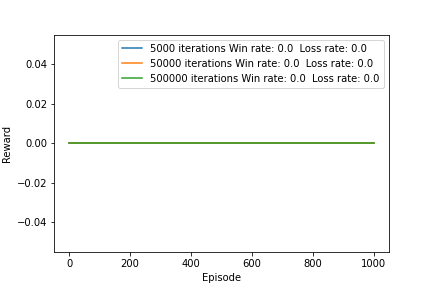 5000 iterations Win rate: 0.0  Loss rate: 0.0
50000 iterations Win rate: 0.0  Loss rate: 0.0
500000 iterations Win rate: 0.0  Loss rate: 0.0
0.04
0.02
0.00
−0.02
−0.04
Reward
0 200 400 600 800 1000
Episode